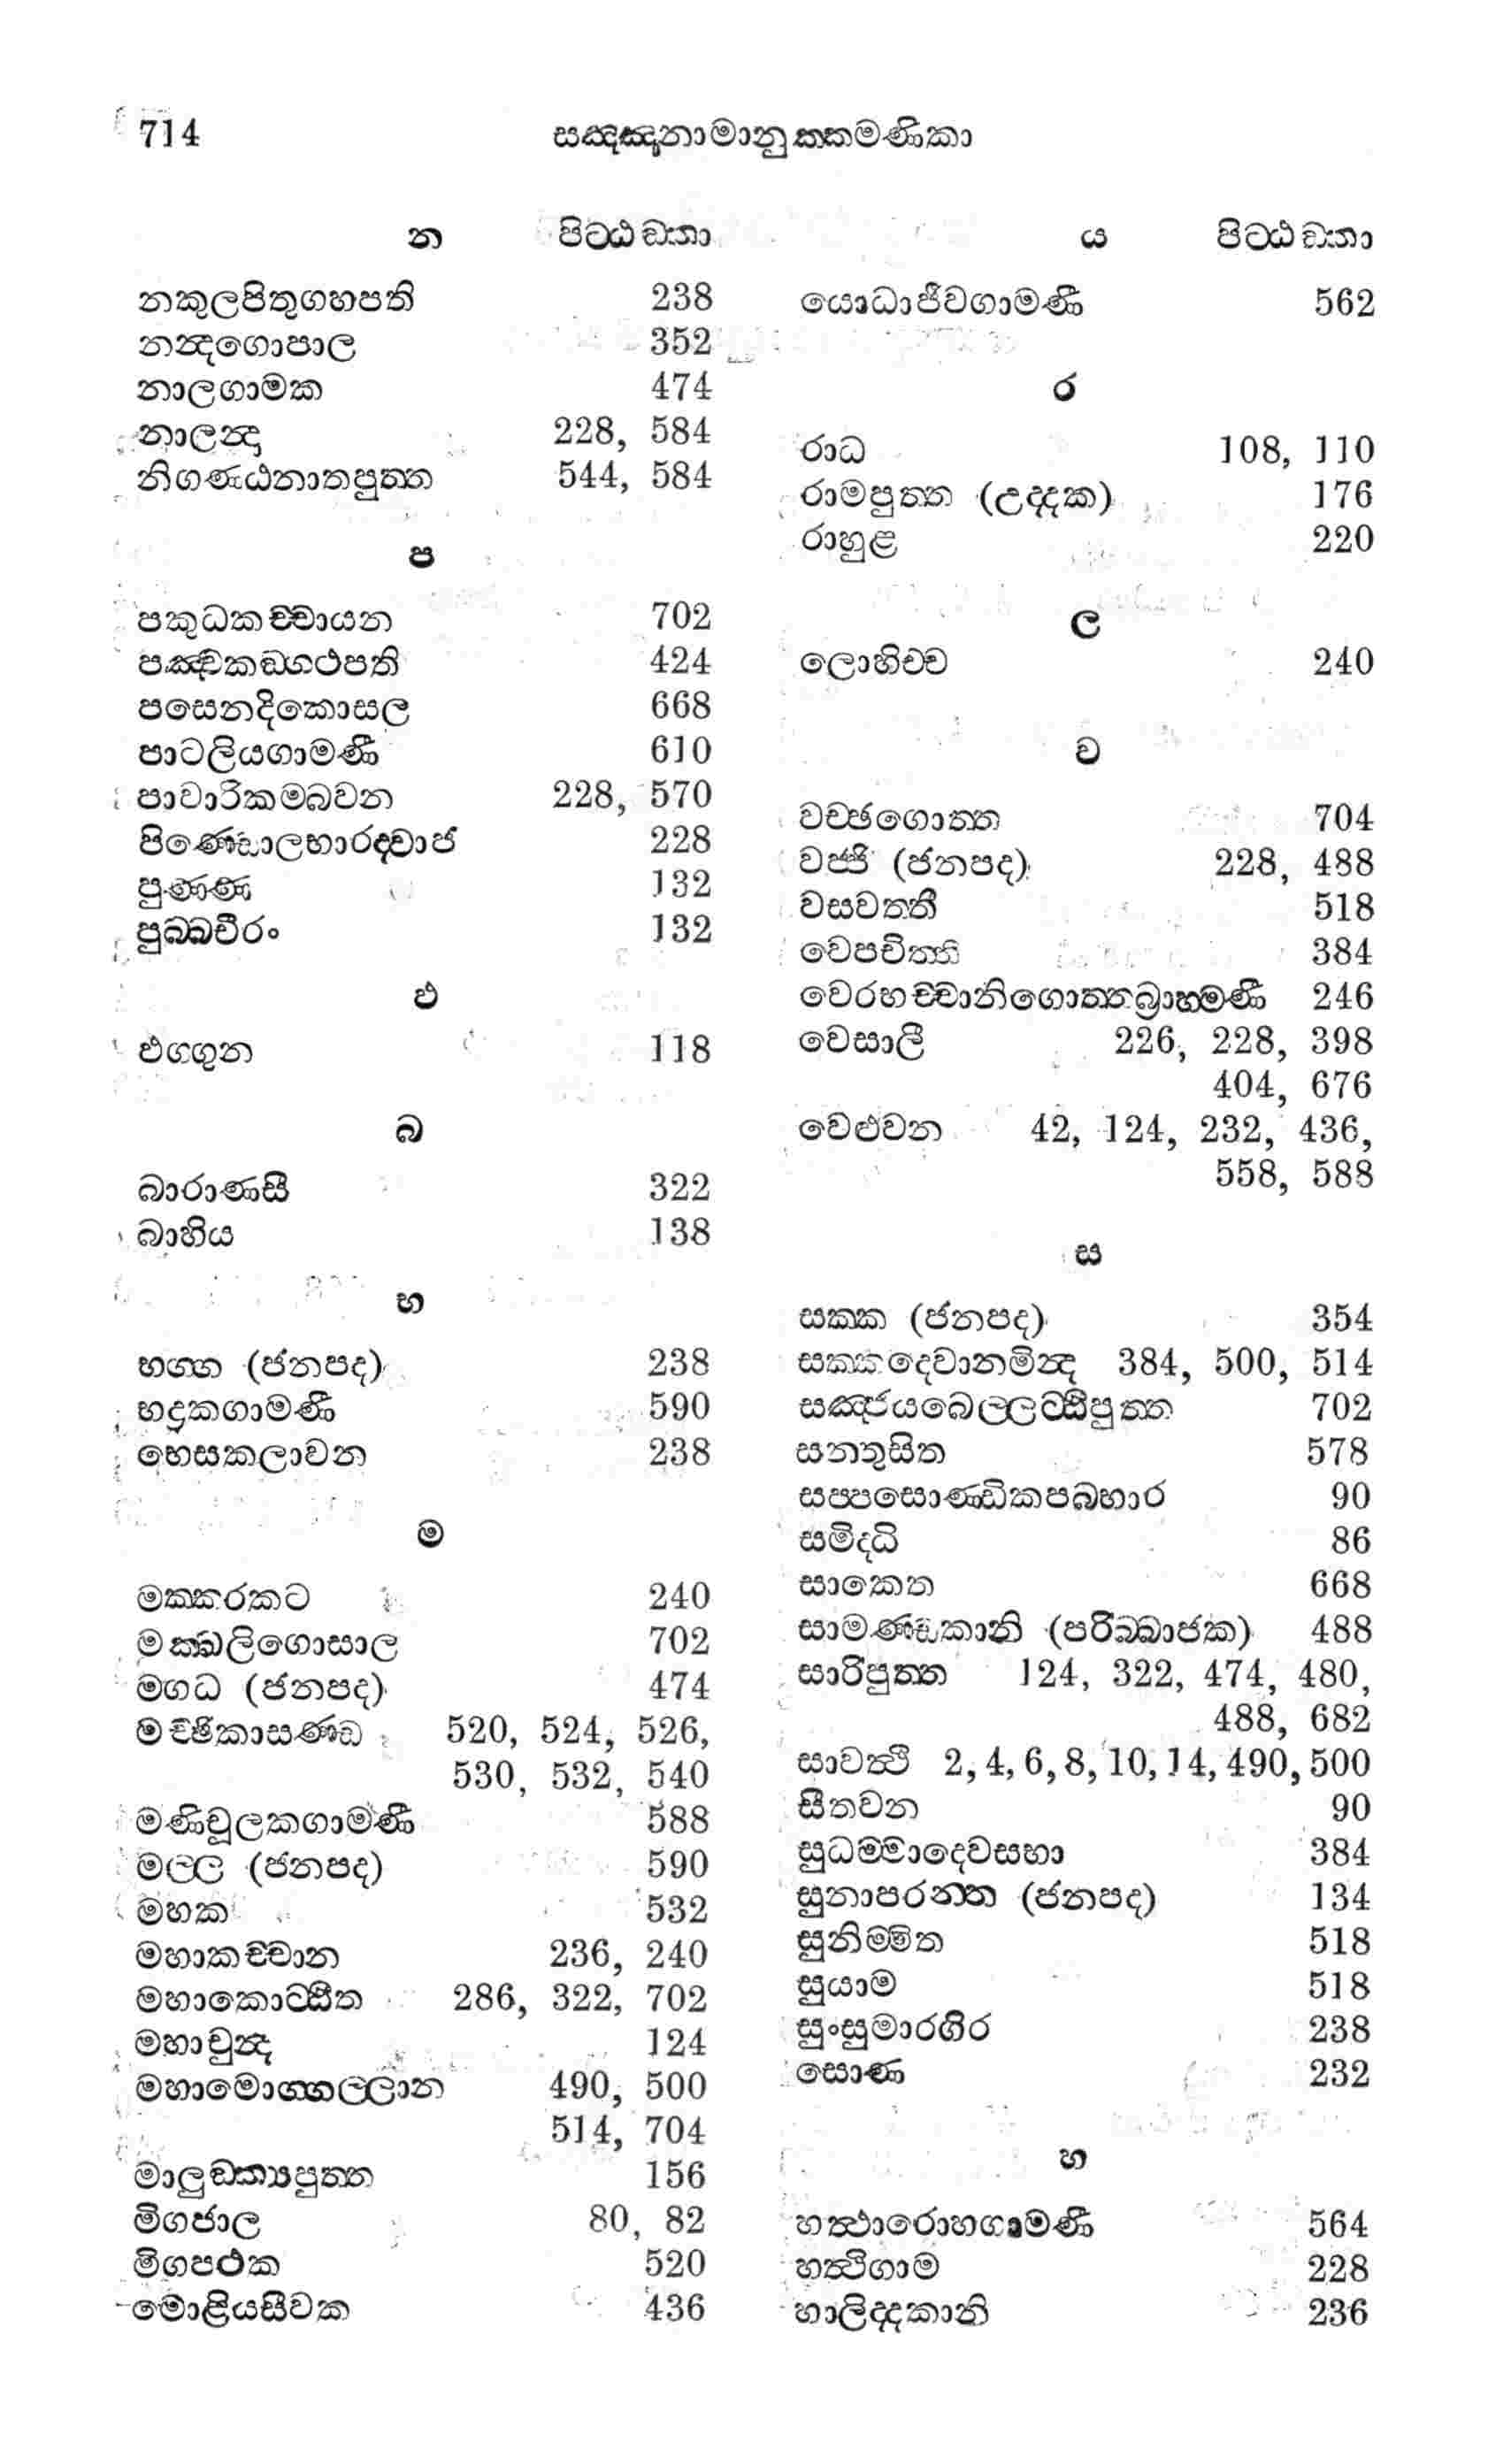 714 සඤ්ඤානාමානුක්කමණිකා
න පිට්ඨඞ්කා
නකුලපිතුගහපති 238
නන්දගොපාල 352
නාලගාමක 474
නාලන්දා 228, 584
නිගණ්ඨනාතපුත්ත 544, 584
ප
පකුධකච්චායන 702
පඤ්චකඞ්ගථපති 424
පසෙනදිකොසල 668
පාටලියගාමණී 610
පාවාරිකම්බවන 228, 570
පිණ්ඩොලභාරද්වාජ 228
පුණ්ණ 132
පුබ්බචීරං 132
ඵ
ඵග්ගුන 118
බ
බාරාණසී 322
බාහිය 138
භ
භග්ග (ජනපද) 238
භද්‍රකගාමණී 590
භෙසකලාවන 238
ම
මක්කරකට 240
මක්ඛලිගොසාල 702
මගධ (ජනපද) 474
මච්ඡිකාසණ්ඩ 520, 524, 526,
530, 532, 540
මණිචූලකගාමණී 588
මල්ල (ජනපද) 590
මහක 532
මහාකච්චාන 236, 240
මහාකොට්ඨිත 286, 322, 702
මහාචුන්ද 124
මහාමොග්ගල්ලාන 490, 500
514, 704
මාලුඞ්ක්‍යපුත්ත 156
මිගජාල 80, 82
මිගපථක 520
මොළියසීවක 436
ය පිට්ඨඞ්කා
යොධාජීවගාමණී 562
ර
රාධ 108, 110
රාමපුත්ත (උද්දක) 176
රාහුළ 220
ල
ලොහිච්ච 240
ව
වච්ඡගොත්ත 704
වජ්ජි (ජනපද) 228, 488
වසවත්තී 518
වෙපචිත්ති 384
වෙරහච්චානිගොත්තබ්‍රාහ්මණී 246
වෙසාලී 226, 228, 398
404, 676
වෙළුවන 42, 124, 232, 436,
558, 588
ස
සක්ක (ජනපද) 354
සක්කදෙවානමින්ද 384, 500, 514
සඤ්ජයබෙල්ලට්ඨිපුත්ත 702
සන්තුසිත 578
සප්පසොණ්ඩිකපබ්භාර 90
සමිද්ධි 86
සාකෙත 668
සාමණ්ඩකානි (පරිබ්බාජක) 488
සාරිපුත්ත 124, 322, 474, 480,
488, 682
සාවත්ථි 2, 4, 6, 8, 10, 14, 490, 500
සීතවන 90
සුධම්මාදෙවසභා 384
සුනාපරන්ත (ජනපද) 134
සුනිම්මිත 518
සුයාම 518
සුංසුමාරගිර 238
සොණ 232
හ
හත්ථාරොහගාමණී 564
හත්ථිගාම 228
හාලිද්දකානි 236